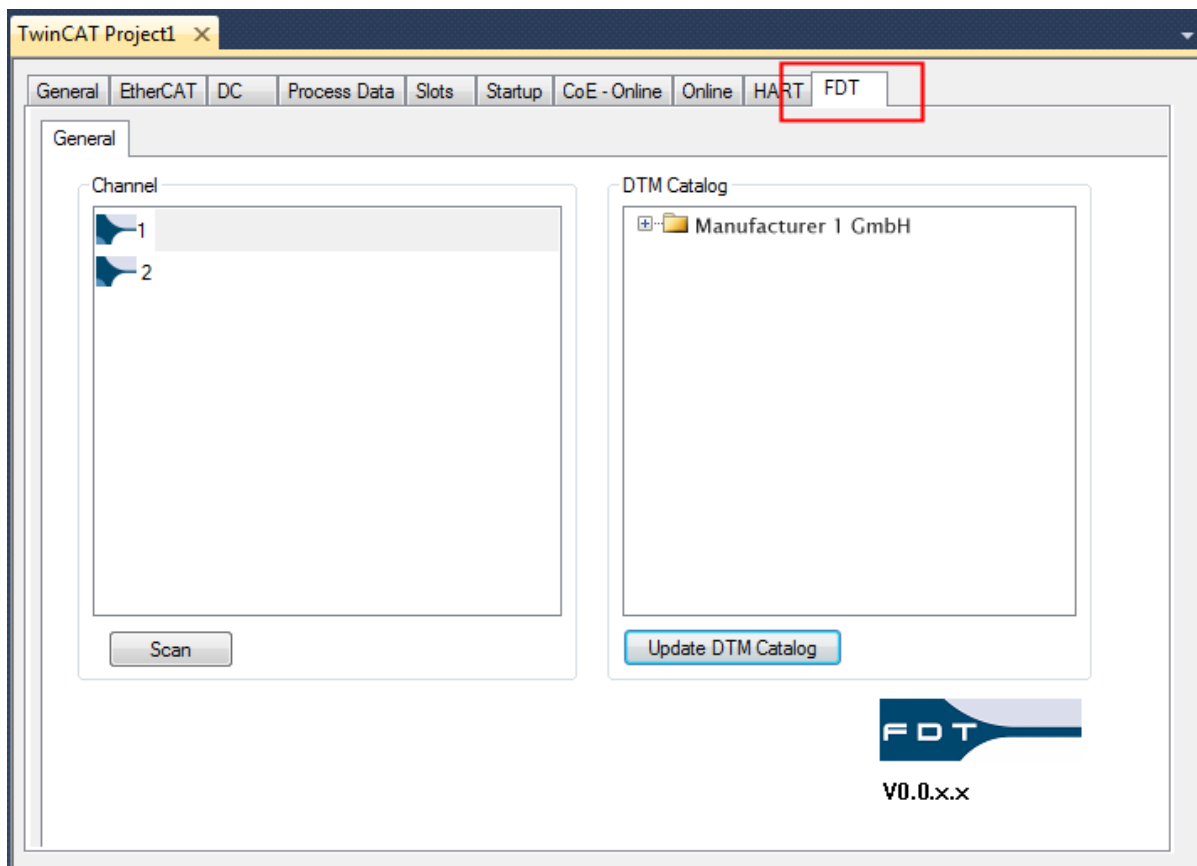 TwinCAT Project1
General EtherCAT DC Process Data Slots Startup CoE - Online Online HART FDT
General
Channel
1
2
Scan
DTM Catalog
Manufacturer 1 GmbH
Update DTM Catalog
FDT
V0.0.x.x